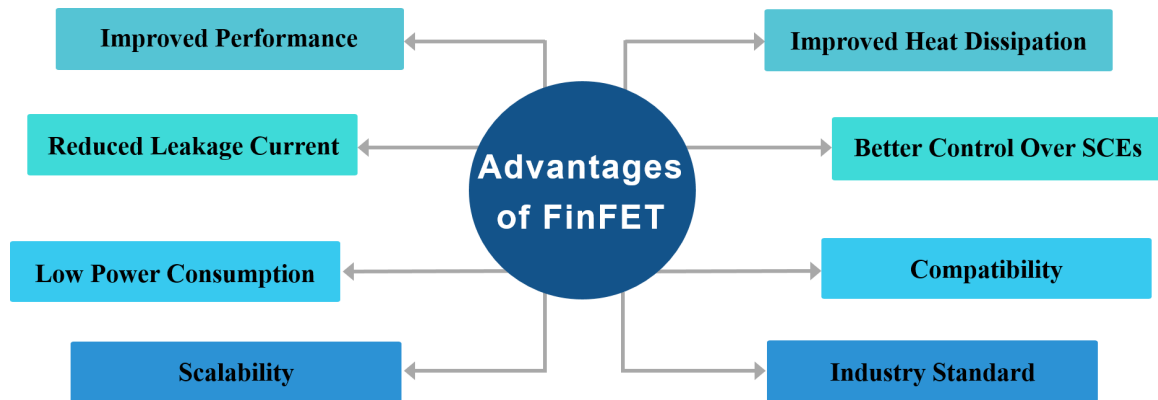 Improved Performance
Improved Heat Dissipation
Reduced Leakage Current
Better Control Over SCEs
Advantages
of FinFET
Low Power Consumption
Compatibility
Scalability
Industry Standard